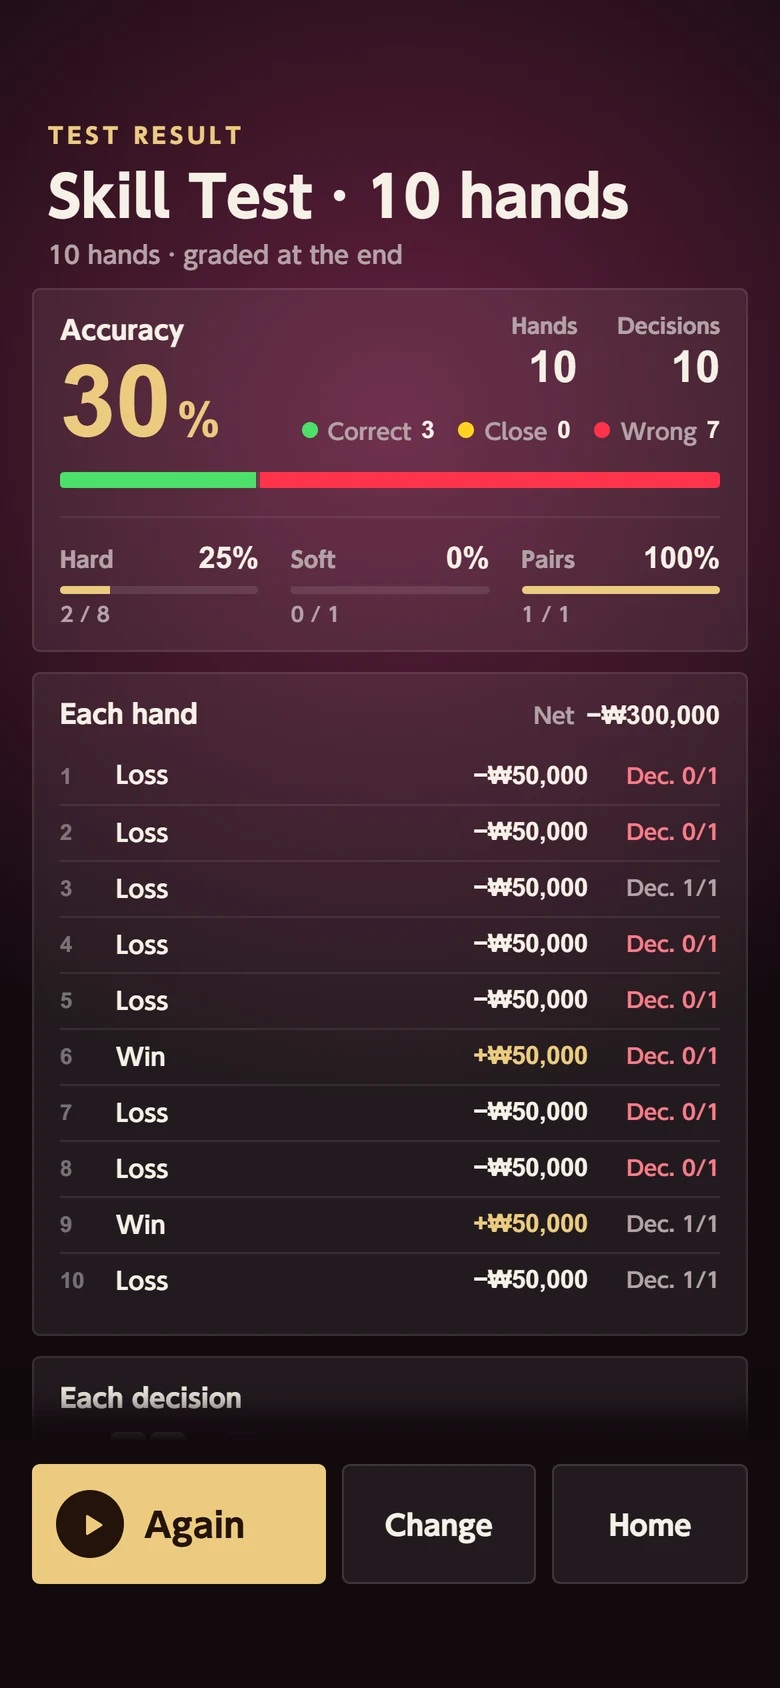 TEST RESULT
Skill Test · 10 hands
10 hands · graded at the end
Accuracy
30 %
Hands Decisions
10 10
Correct 3 Close 0 Wrong 7
Hard 25% Soft 0% Pairs 100%
2 / 8 0 / 1 1 / 1
Each hand Net −₩300,000
1 Loss −₩50,000 Dec. 0/1
2 Loss −₩50,000 Dec. 0/1
3 Loss −₩50,000 Dec. 1/1
4 Loss −₩50,000 Dec. 0/1
5 Loss −₩50,000 Dec. 0/1
6 Win +₩50,000 Dec. 0/1
7 Loss −₩50,000 Dec. 0/1
8 Loss −₩50,000 Dec. 0/1
9 Win +₩50,000 Dec. 1/1
10 Loss −₩50,000 Dec. 1/1
Each decision
Again Change Home